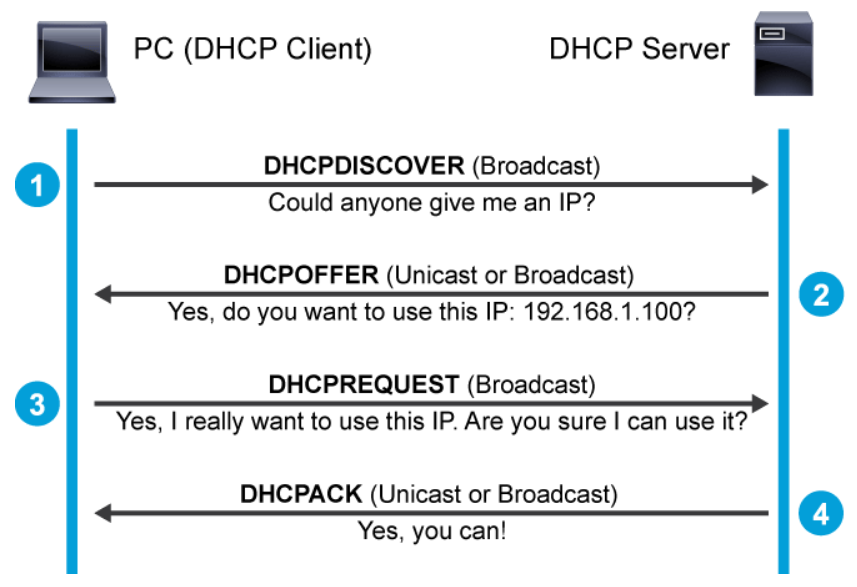 PC (DHCP Client)
DHCP Server
1
DHCPDISCOVER (Broadcast)
Could anyone give me an IP?
DHCPOFFER (Unicast or Broadcast)
2
Yes, do you want to use this IP: 192.168.1.100?
3
DHCPREQUEST (Broadcast)
Yes, I really want to use this IP. Are you sure I can use it?
DHCPACK (Unicast or Broadcast)
4
Yes, you can!